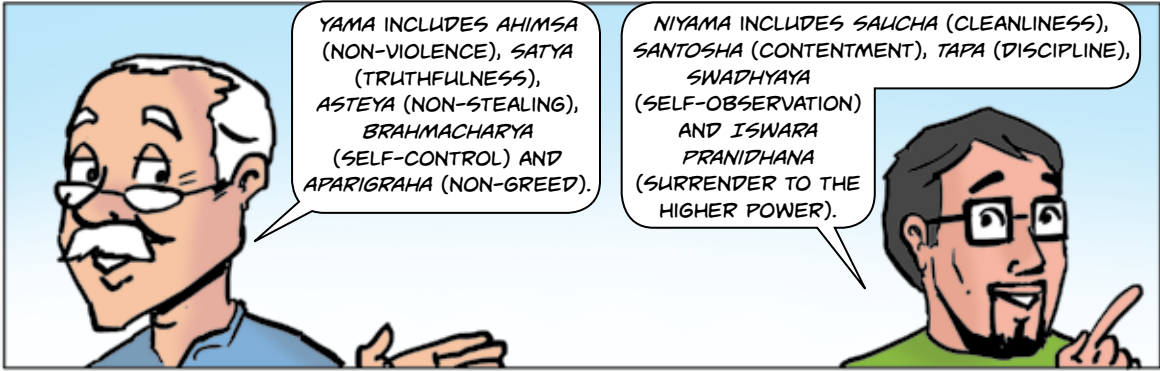 YAMA INCLUDES AHIMSA
(NON-VIOLENCE), SATYA
(TRUTHFULNESS),
ASTEYA (NON-STEALING),
BRAHMACHARYA
(SELF-CONTROL) AND
APARIGRAHA (NON-GREED).
NIYAMA INCLUDES SAUCHA (CLEANLINESS),
SANTOSHA (CONTENTMENT), TAPA (DISCIPLINE),
SWADHYAYA
(SELF-OBSERVATION)
AND ISWARA
PRANIDHANA
(SURRENDER TO THE
HIGHER POWER).